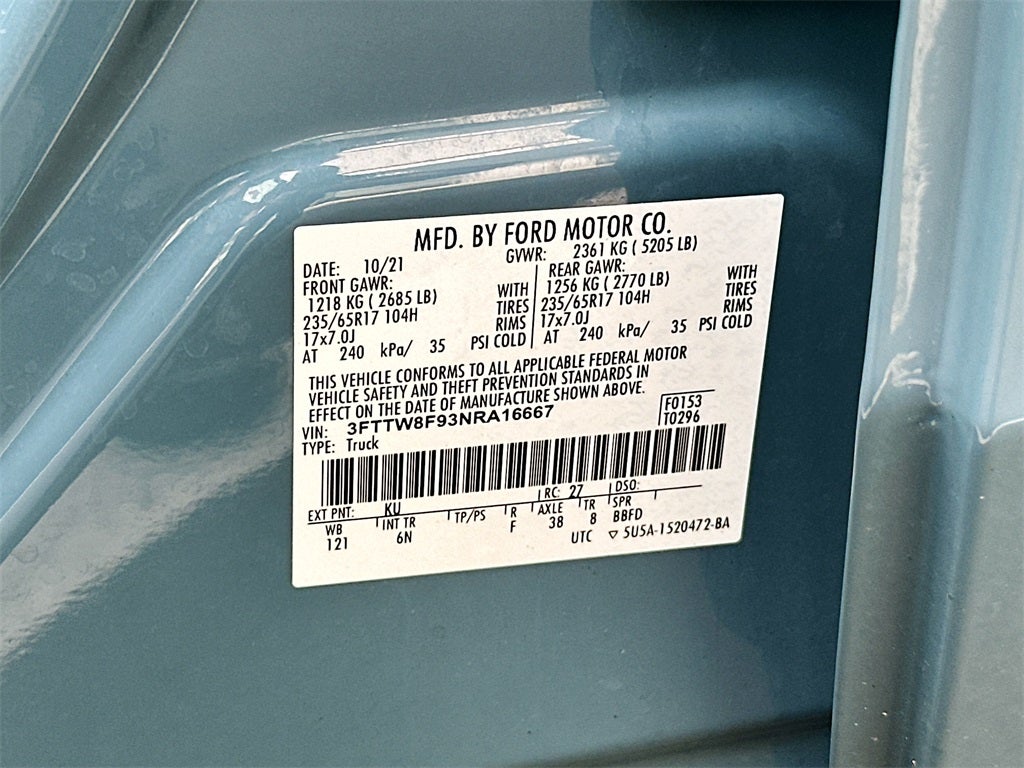 MFD. BY FORD MOTOR CO.
DATE: 10/21 GVWR: 2361 KG ( 5205 LB)
FRONT GAWR: REAR GAWR:
1218 KG ( 2685 LB) WITH 1256 KG ( 2770 LB) WITH
235/65R17 104H TIRES 235/65R17 104H TIRES
17x7.0J RIMS 17x7.0J RIMS
AT 240 kPa/ 35 PSI COLD AT 240 kPa/ 35 PSI COLD
THIS VEHICLE CONFORMS TO ALL APPLICABLE FEDERAL MOTOR
VEHICLE SAFETY AND THEFT PREVENTION STANDARDS IN
EFFECT ON THE DATE OF MANUFACTURE SHOWN ABOVE.
VIN: 3FTTW8F93NRA16667 F0153
TYPE: Truck T0296
EXT PNT: KU RC: 27 DSO:
WB INT TR TP/PS R AXLE TR SPR
121 6N F 38 8 BBFD
UTC ▽ 5U5A-1520472-BA